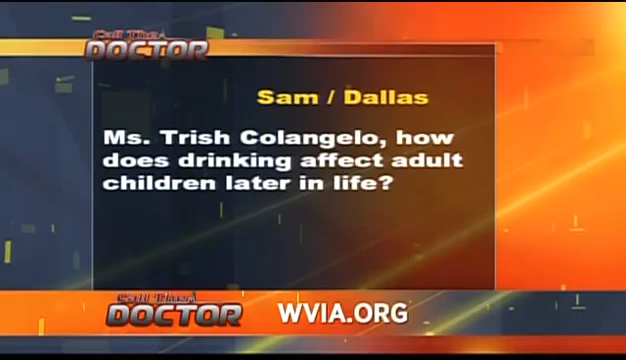 Call The
DOCTOR
Sam / Dallas
Ms. Trish Colangelo, how
does drinking affect adult
children later in life?
Call The
DOCTOR
WVIA.ORG